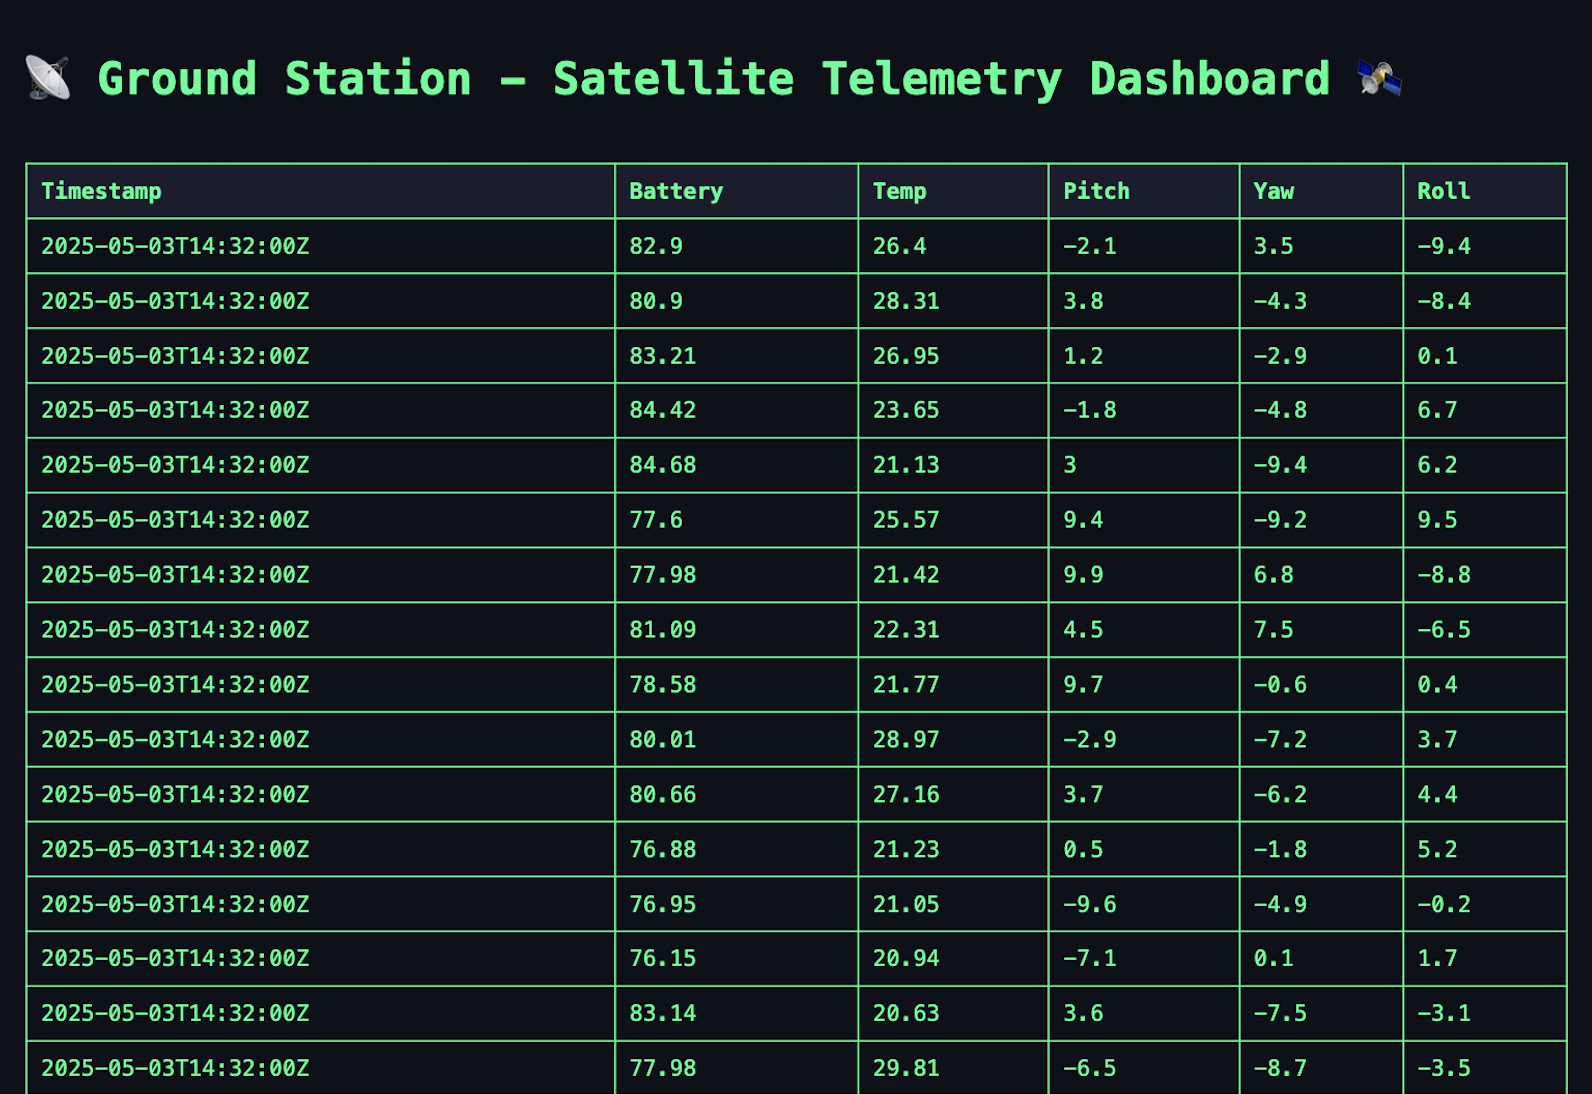 Ground Station – Satellite Telemetry Dashboard
Timestamp Battery Temp Pitch Yaw Roll
2025-05-03T14:32:00Z 82.9 26.4 -2.1 3.5 -9.4
2025-05-03T14:32:00Z 80.9 28.31 3.8 -4.3 -8.4
2025-05-03T14:32:00Z 83.21 26.95 1.2 -2.9 0.1
2025-05-03T14:32:00Z 84.42 23.65 -1.8 -4.8 6.7
2025-05-03T14:32:00Z 84.68 21.13 3 -9.4 6.2
2025-05-03T14:32:00Z 77.6 25.57 9.4 -9.2 9.5
2025-05-03T14:32:00Z 77.98 21.42 9.9 6.8 -8.8
2025-05-03T14:32:00Z 81.09 22.31 4.5 7.5 -6.5
2025-05-03T14:32:00Z 78.58 21.77 9.7 -0.6 0.4
2025-05-03T14:32:00Z 80.01 28.97 -2.9 -7.2 3.7
2025-05-03T14:32:00Z 80.66 27.16 3.7 -6.2 4.4
2025-05-03T14:32:00Z 76.88 21.23 0.5 -1.8 5.2
2025-05-03T14:32:00Z 76.95 21.05 -9.6 -4.9 -0.2
2025-05-03T14:32:00Z 76.15 20.94 -7.1 0.1 1.7
2025-05-03T14:32:00Z 83.14 20.63 3.6 -7.5 -3.1
2025-05-03T14:32:00Z 77.98 29.81 -6.5 -8.7 -3.5